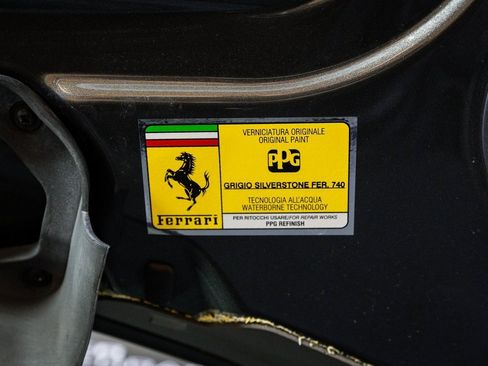 VERNICIATURA ORIGINALE
ORIGINAL PAINT
PPG
GRIGIO SILVERSTONE FER. 740
TECNOLOGIA ALL'ACQUA
WATERBORNE TECHNOLOGY
Ferrari
PER RITOCCHI USARE/FOR REPAIR WORKS
PPG REFINISH